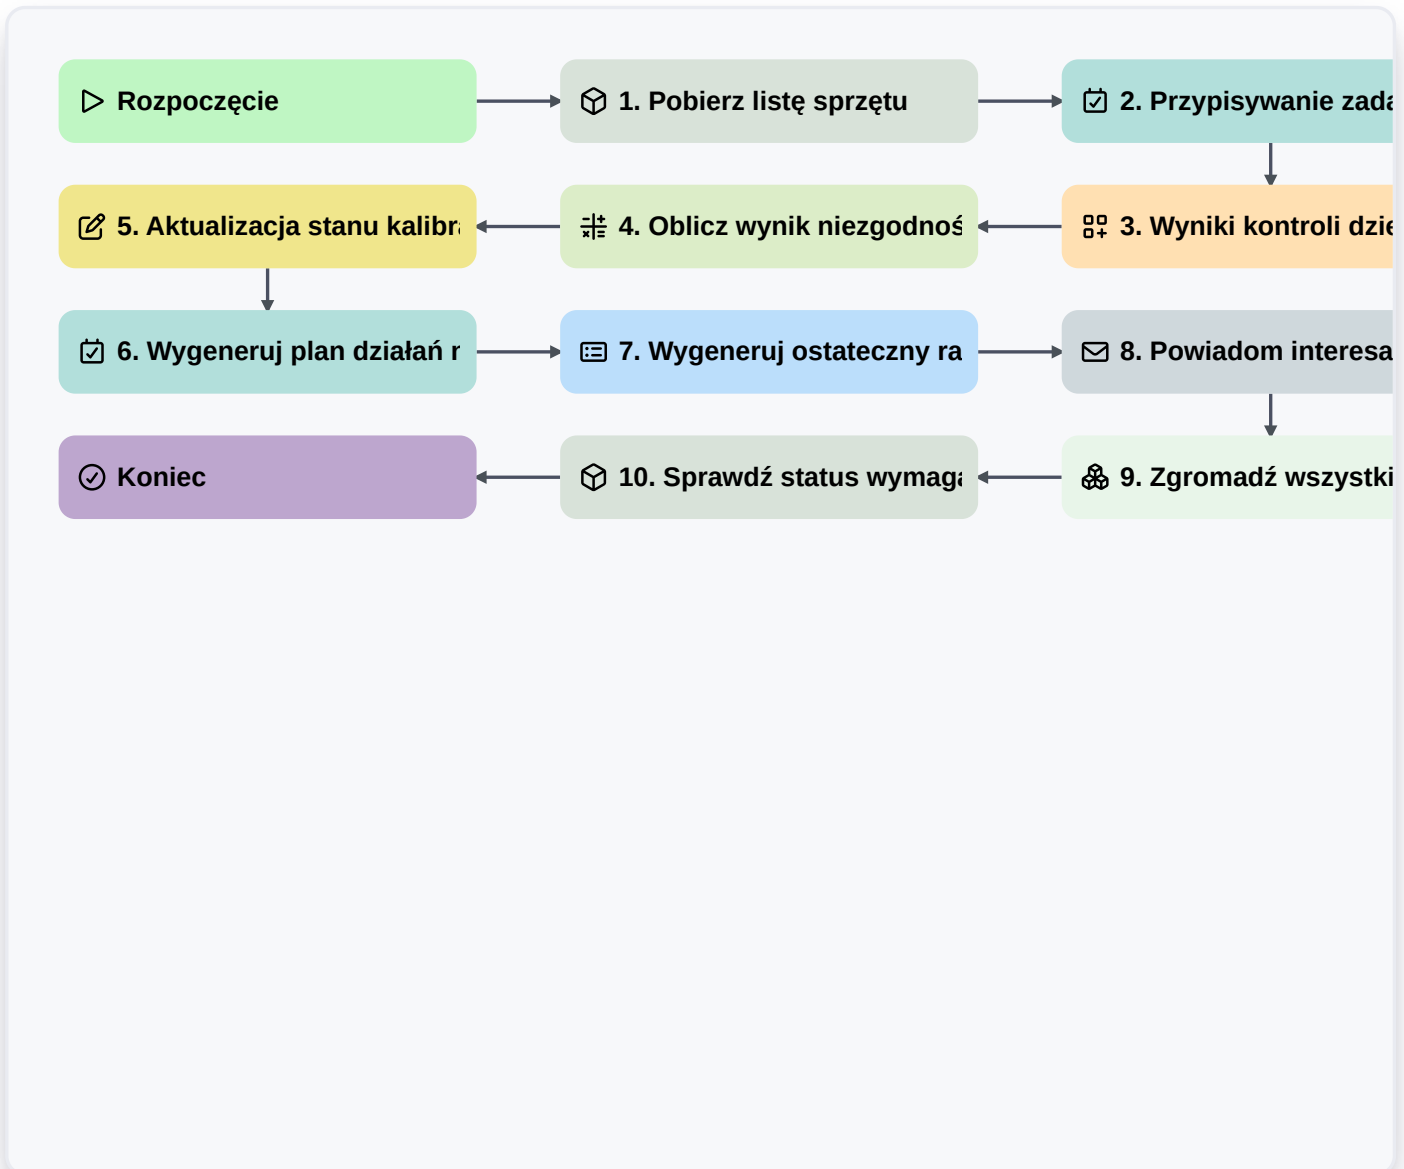 Rozpoczęcie
1. Pobierz listę sprzętu
2. Przypisywanie
5. Aktualizacja stanu
4. Oblicz wynik
3. Wyniki kontroli
6. Wygeneruj plan działań
7. Wygeneruj ostateczny
8. Powiadom
Koniec
10. Sprawdź status
9. Zgromadź